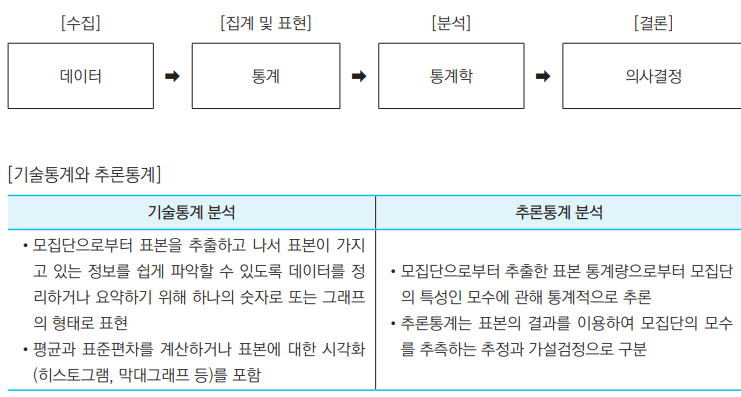 [수집] [집계 및 표현] [분석] [결론]
데이터 ➡ 통계 ➡ 통계학 ➡ 의사결정
[기술통계와 추론통계]
기술통계 분석 추론통계 분석
• 모집단으로부터 표본을 추출하고 나서 표본이 가지
고 있는 정보를 쉽게 파악할 수 있도록 데이터를 정
리하거나 요약하기 위해 하나의 숫자로 또는 그래프
의 형태로 표현
• 평균과 표준편차를 계산하거나 표본에 대한 시각화
(히스토그램, 막대그래프 등)를 포함
• 모집단으로부터 추출한 표본 통계량으로부터 모집단
의 특성인 모수에 관해 통계적으로 추론
• 추론통계는 표본의 결과를 이용하여 모집단의 모수
를 추측하는 추정과 가설검정으로 구분